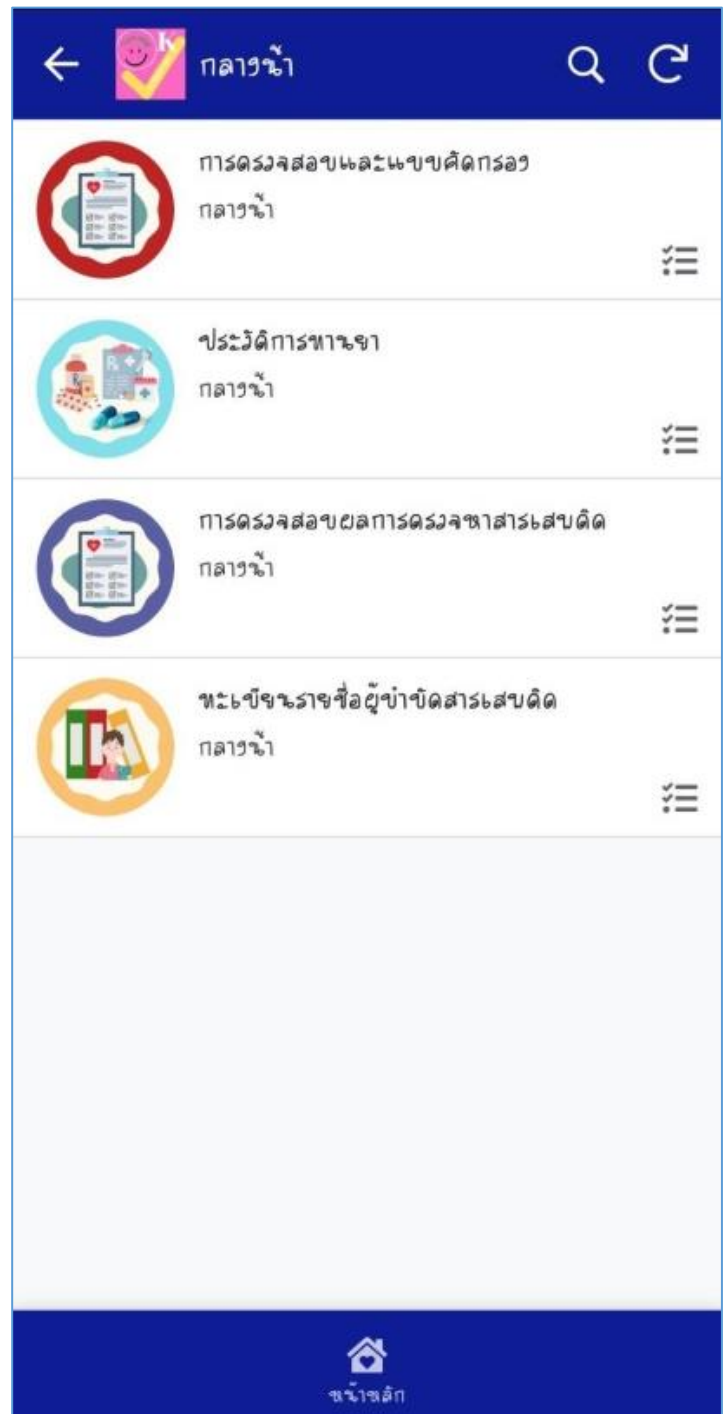 กลางน้ำ
การตรวจสอบและแบบคัดกรอง
กลางน้ำ
ประวัติการทานยา
กลางน้ำ
การตรวจสอบผลการตรวจหาสารเสพติด
กลางน้ำ
ทะเบียนรายชื่อผู้บำบัดสารเสพติด
กลางน้ำ
หน้าหลัก